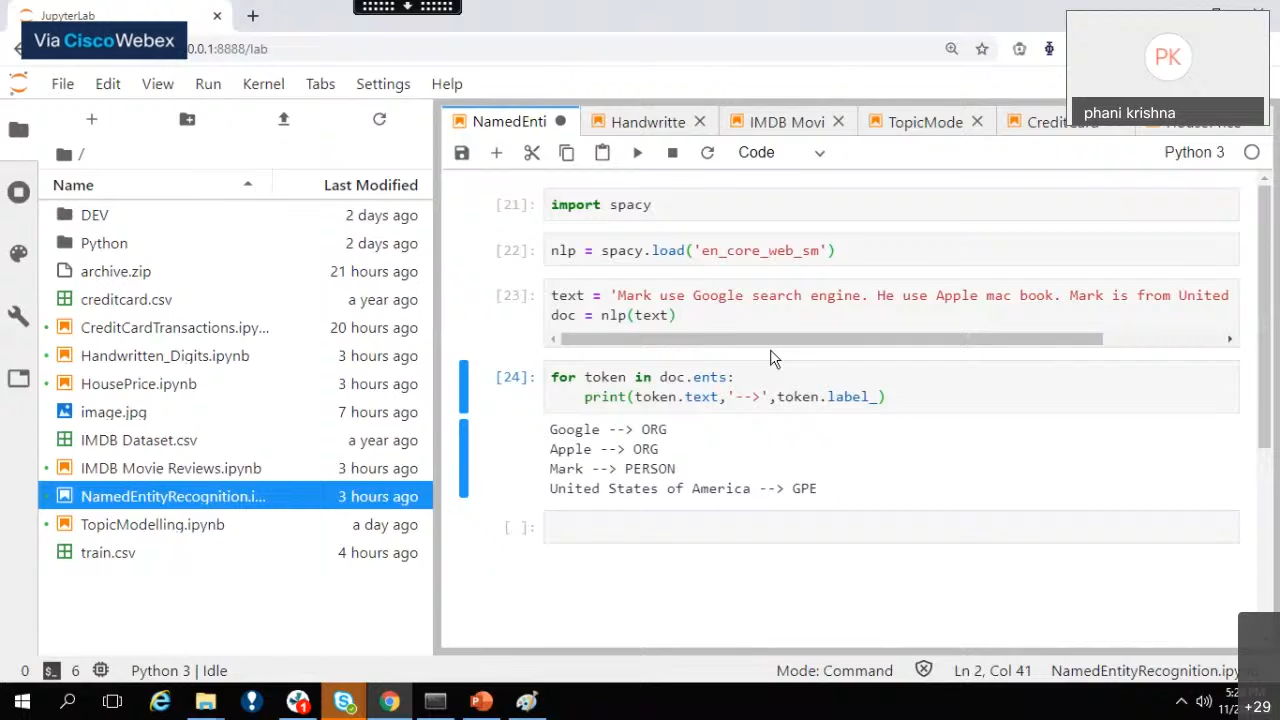 JupyterLab
Via Cisco Webex
0.0.1:8888/lab
PK
phani krishna
File Edit View Run Kernel Tabs Settings Help
NamedEnti Handwritte IMDB Movi TopicMode
/
Code Python 3
Name Last Modified
DEV 2 days ago
Python 2 days ago
archive.zip 21 hours ago
creditcard.csv a year ago
CreditCardTransactions.ipy... 20 hours ago
Handwritten_Digits.ipynb 3 hours ago
HousePrice.ipynb 3 hours ago
image.jpg 7 hours ago
IMDB Dataset.csv a year ago
IMDB Movie Reviews.ipynb 3 hours ago
NamedEntityRecognition.i... 3 hours ago
TopicModelling.ipynb a day ago
train.csv 4 hours ago
[21]: import spacy
[22]: nlp = spacy.load('en_core_web_sm')
[23]: text = 'Mark use Google search engine. He use Apple mac book. Mark is from United
doc = nlp(text)
[24]: for token in doc.ents:
print(token.text,'-->',token.label_)
Google --> ORG
Apple --> ORG
Mark --> PERSON
United States of America --> GPE
[ ]:
0 6 Python 3 | Idle Mode: Command Ln 2, Col 41 NamedEntityRecognition.ipyn
1
+29